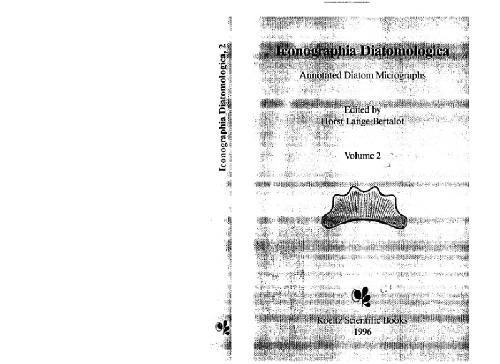 Iconographia Diatomologica, 2
Iconographia Diatomologica
Annotated Diatom Micrographs
Edited by
Horst Lange-Bertalot
Volume 2
Koeltz Scientific Books
1996